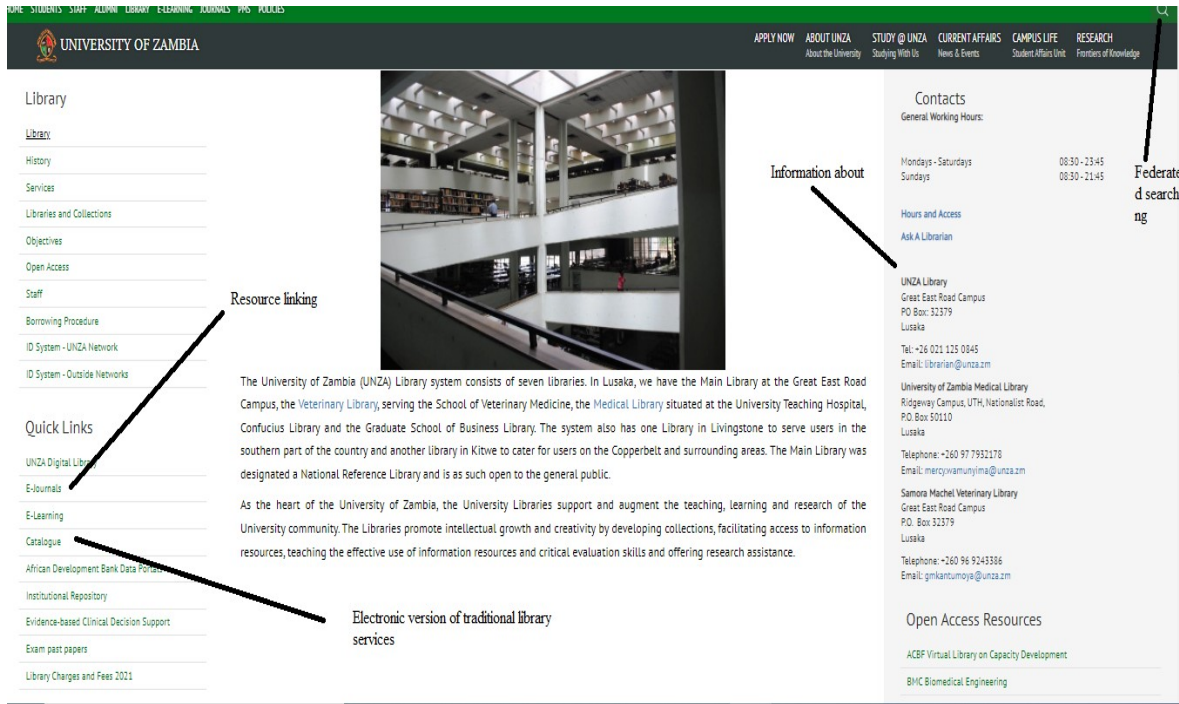 HOME STUDENTS STAFF ALUMNI LIBRARY E-LEARNING JOURNALS PMS POLICIES
UNIVERSITY OF ZAMBIA
APPLY NOW ABOUT UNZA STUDY @ UNZA CURRENT AFFAIRS CAMPUS LIFE RESEARCH
About the University Studying With Us News & Events Student Affairs Unit Frontiers of Knowledge
Library
Library
History
Services
Libraries and Collections
Objectives
Open Access
Staff
Borrowing Procedure
ID System - UNZA Network
ID System - Outside Networks
Quick Links
UNZA Digital Library
E-Journals
E-Learning
Catalogue
African Development Bank Data Portals
Institutional Repository
Evidence-based Clinical Decision Support
Exam past papers
Library Charges and Fees 2021
Resource linking
The University of Zambia (UNZA) Library system consists of seven libraries. In Lusaka, we have the Main Library at the Great East Road
Campus, the Veterinary Library, serving the School of Veterinary Medicine, the Medical Library situated at the University Teaching Hospital,
Confucius Library and the Graduate School of Business Library. The system also has one Library in Livingstone to serve users in the
southern part of the country and another library in Kitwe to cater for users on the Copperbelt and surrounding areas. The Main Library was
designated a National Reference Library and is as such open to the general public.
As the heart of the University of Zambia, the University Libraries support and augment the teaching, learning and research of the
University community. The Libraries promote intellectual growth and creativity by developing collections, facilitating access to information
resources, teaching the effective use of information resources and critical evaluation skills and offering research assistance.
Electronic version of traditional library
services
Information about
Contacts
General Working Hours:
Mondays - Saturdays 08:30 - 23:45
Sundays 08:30 - 21:45
Hours and Access
Ask A Librarian
UNZA Library
Great East Road Campus
PO Box: 32379
Lusaka
Tel: +26 021 125 0845
Email: librarian@unza.zm
University of Zambia Medical Library
Ridgeway Campus, UTH, Nationalist Road,
P.O. Box 50110
Lusaka
Telephone: +260 97 7932178
Email: mercy.wamunyima@unza.zm
Samora Machel Veterinary Library
Great East Road Campus
P.O. Box 32379
Lusaka
Telephone: +260 96 9243386
Email: gmkantumoya@unza.zm
Open Access Resources
ACBF Virtual Library on Capacity Development
BMC Biomedical Engineering
Federate
d search
ng